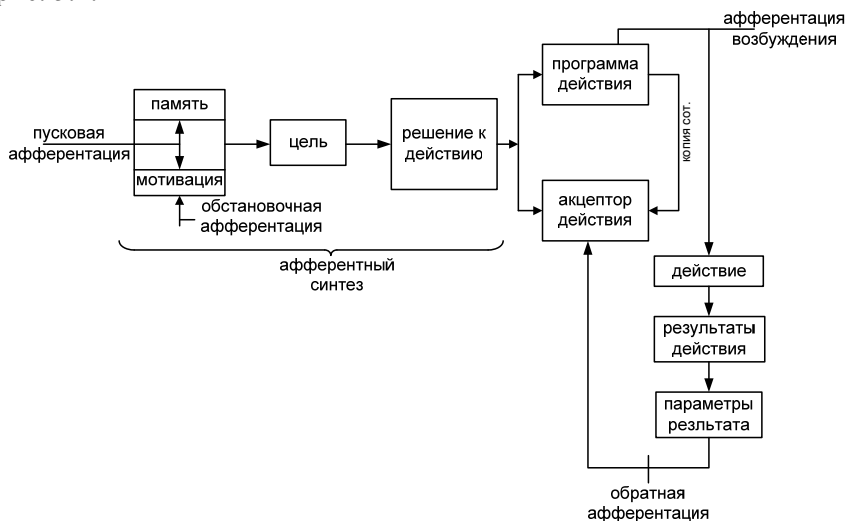 афферентация
возбуждения
программа
действия
память
пусковая
афферентация
мотивация
обстановочная
афферентация
цель
решение к
действию
копия сот.
акцептор
действия
афферентный
синтез
действие
результаты
действия
параметры
резльтата
обратная
афферентация